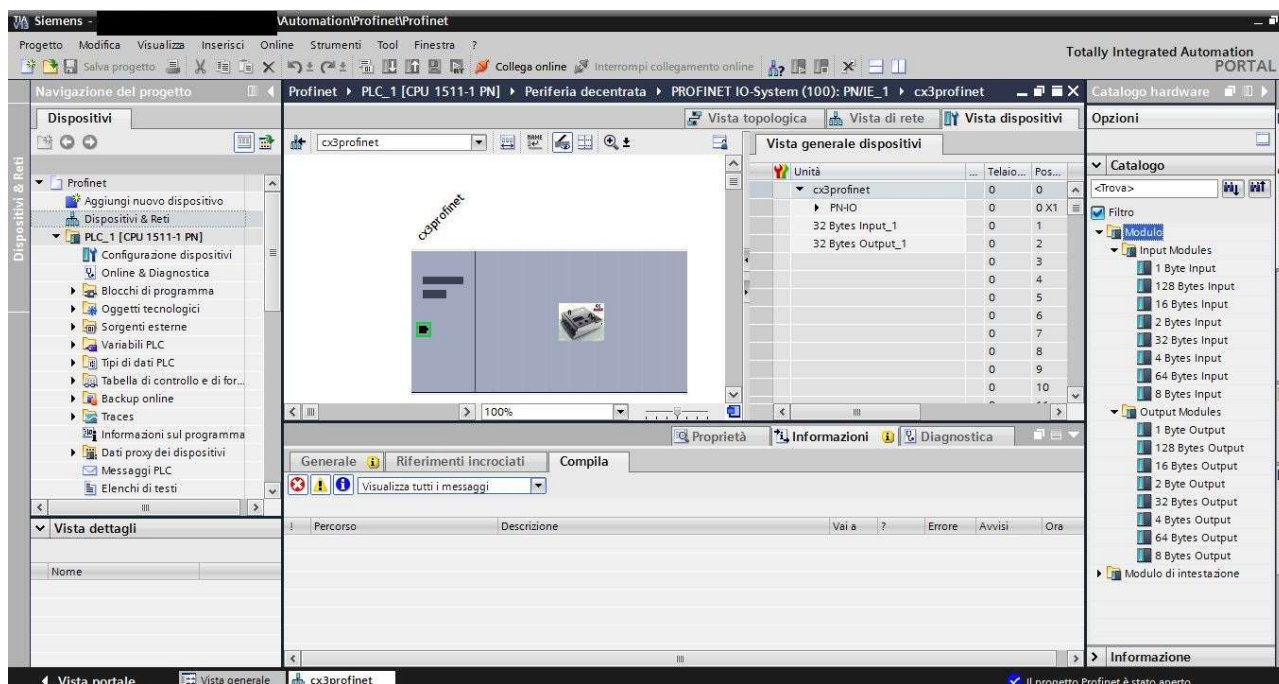 Siemens - \Automation\Profinet\Profinet
Progetto Modifica Visualizza Inserisci Online Strumenti Tool Finestra ?
Totally Integrated Automation
PORTAL
Salva progetto Collega online Interrompi collegamento online
Navigazione del progetto
Profinet PLC_1 [CPU 1511-1 PN] Periferia decentrata PROFINET IO-System (100): PN/IE_1 cx3profinet
Catalogo hardware
Dispositivi
Vista topologica Vista di rete Vista dispositivi
Opzioni
Dispositivi & Reti
Profinet
Aggiungi nuovo dispositivo
Dispositivi & Reti
PLC_1 [CPU 1511-1 PN]
Configurazione dispositivi
Online & Diagnostica
Blocchi di programma
Oggetti tecnologici
Sorgenti esterne
Variabili PLC
Tipi di dati PLC
Tabella di controllo e di for...
Backup online
Traces
Informazioni sul programma
Dati proxy dei dispositivi
Messaggi PLC
Elenchi di testi
Vista dettagli
Nome
cx3profinet
cx3profinet
100%
Vista generale dispositivi
Unità ... Telaio... Pos...
cx3profinet 0 0
PN-IO 0 0 X1
32 Bytes Input_1 0 1
32 Bytes Output_1 0 2
0 3
0 4
0 5
0 6
0 7
0 8
0 9
0 10
Proprietà Informazioni Diagnostica
Generale Riferimenti incrociati Compila
Visualizza tutti i messaggi
! Percorso Descrizione Vai a ? Errore Avvisi Ora
Catalogo
<Trova>
Filtro
Modulo
Input Modules
1 Byte Input
128 Bytes Input
16 Bytes Input
2 Bytes Input
32 Bytes Input
4 Bytes Input
64 Bytes Input
8 Bytes Input
Output Modules
1 Byte Output
128 Bytes Output
16 Bytes Output
2 Byte Output
32 Bytes Output
4 Bytes Output
64 Bytes Output
8 Bytes Output
Modulo di intestazione
Informazione
Vista portale Vista generale cx3profinet
Il progetto Profinet è stato aperto.